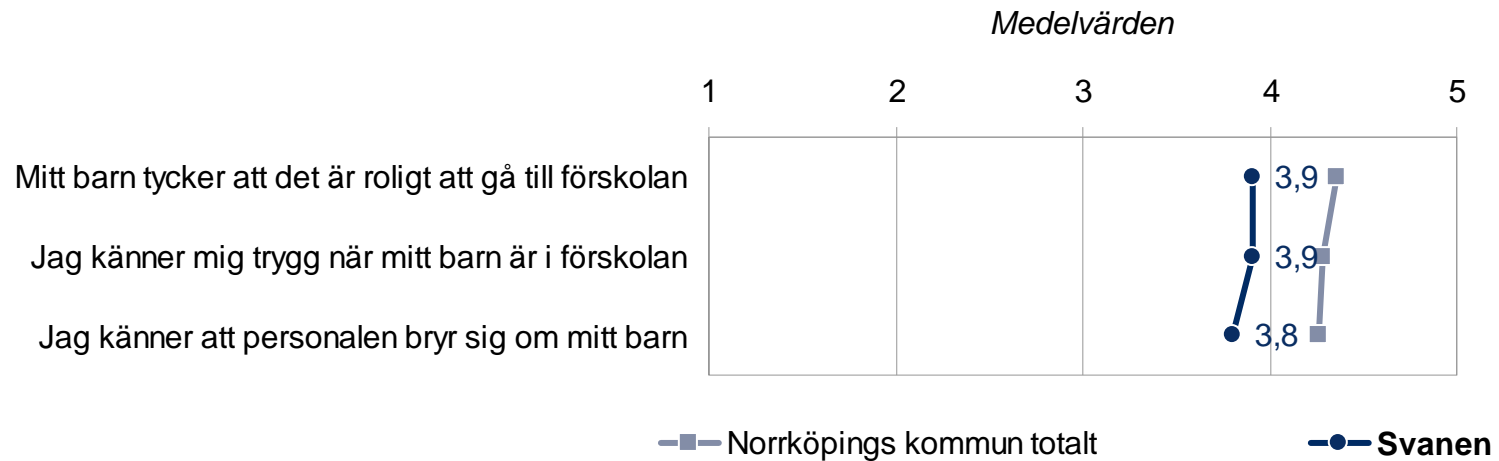 Medelvärden
1 2 3 4 5
Mitt barn tycker att det är roligt att gå till förskolan 3,9
Jag känner mig trygg när mitt barn är i förskolan 3,9
Jag känner att personalen bryr sig om mitt barn 3,8
Norrköpings kommun totalt Svanen